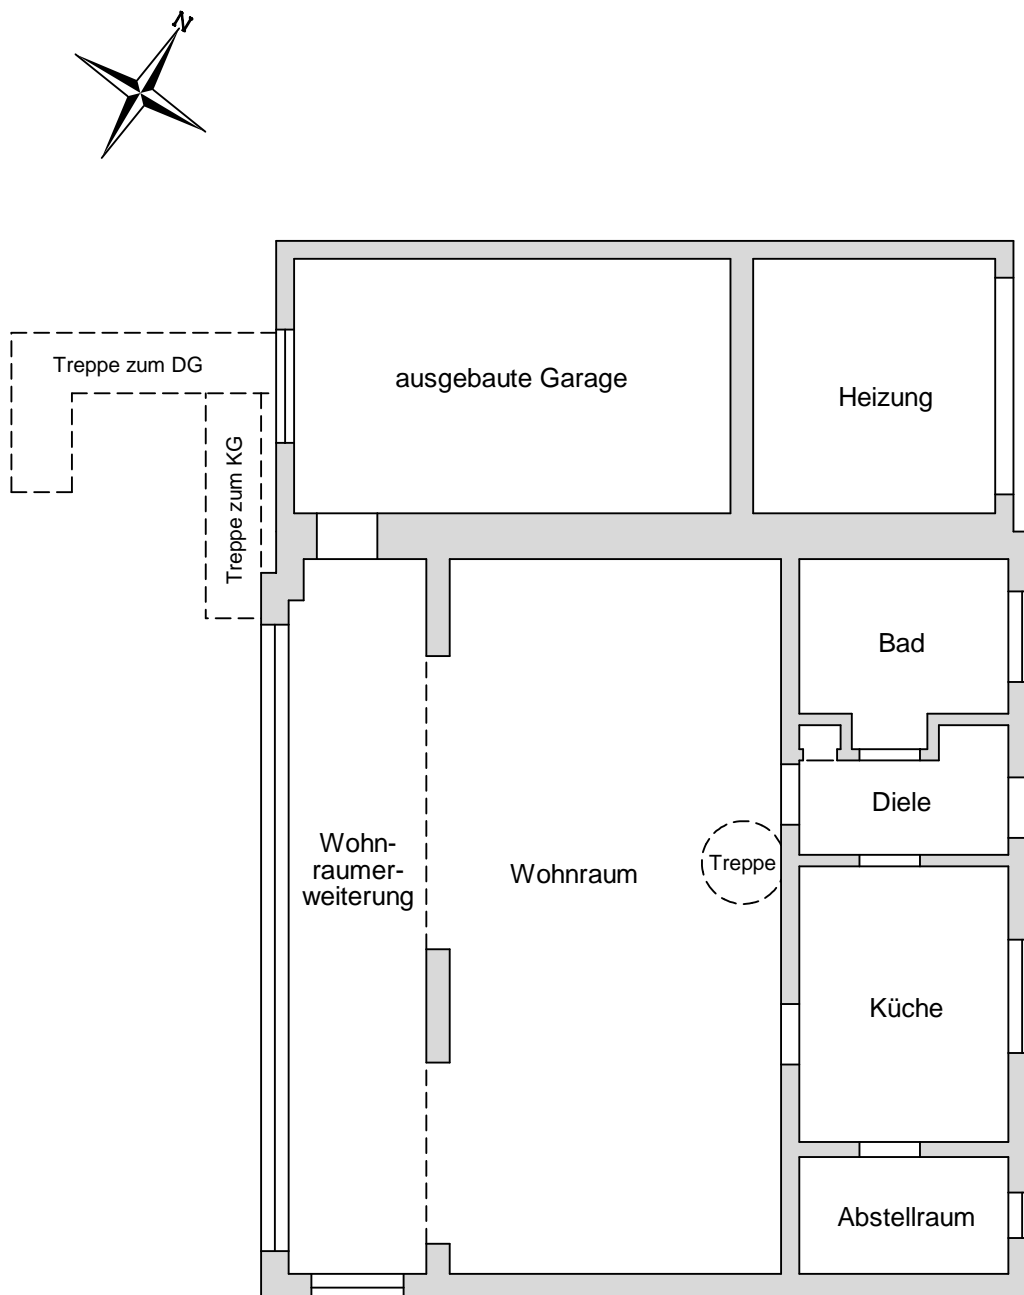 N
Treppe zum DG
ausgebaute Garage
Heizung
Treppe zum KG
Bad
Diele
Wohn-
raumer-
weiterung
Wohnraum
Treppe
Küche
Abstellraum